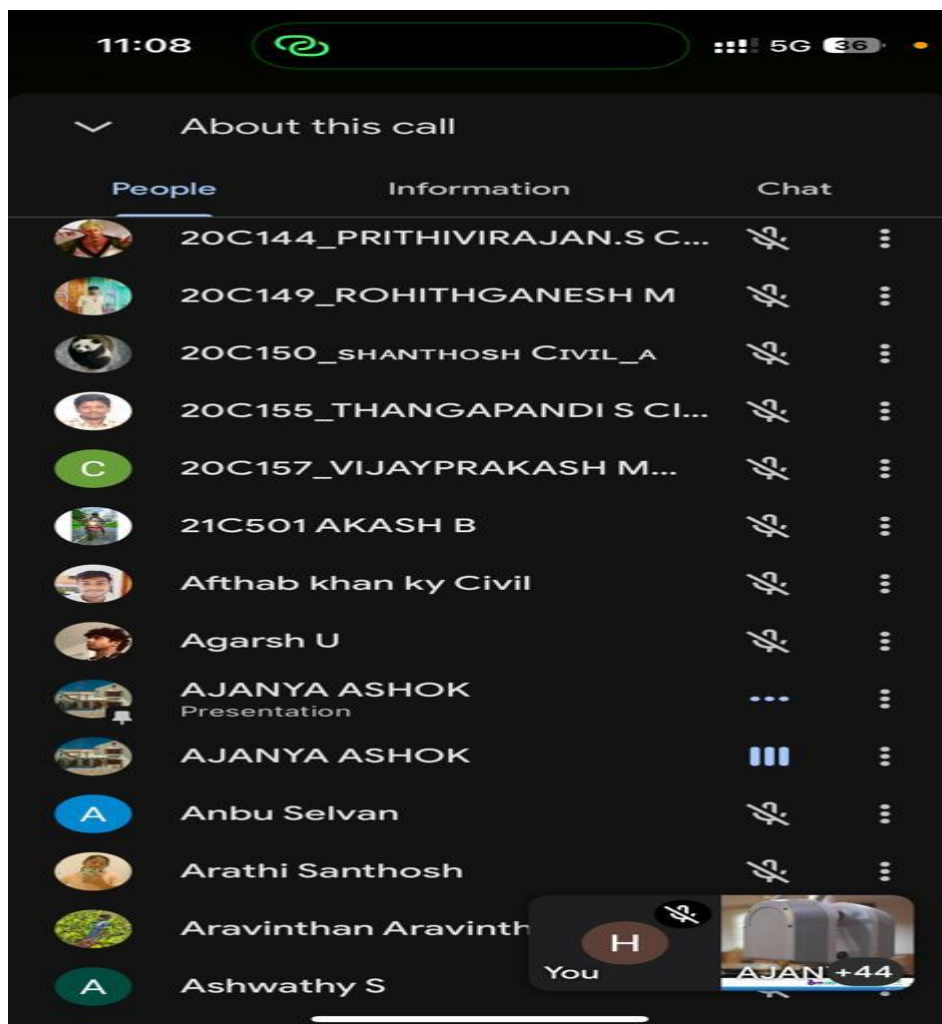 11:08
5G 36
About this call
People Information Chat
20C144_PRITHIVIRAJAN.S C...
20C149_ROHITHGANESH M
20C150_SHANTHOSH CIVIL_A
20C155_THANGAPANDI S CI...
C 20C157_VIJAYPRAKASH M...
21C501 AKASH B
Afthab khan ky Civil
Agarsh U
AJANYA ASHOK
Presentation
AJANYA ASHOK
A Anbu Selvan
Arathi Santhosh
Aravinthan Aravinth
H
You AJAN +44
A Ashwathy S